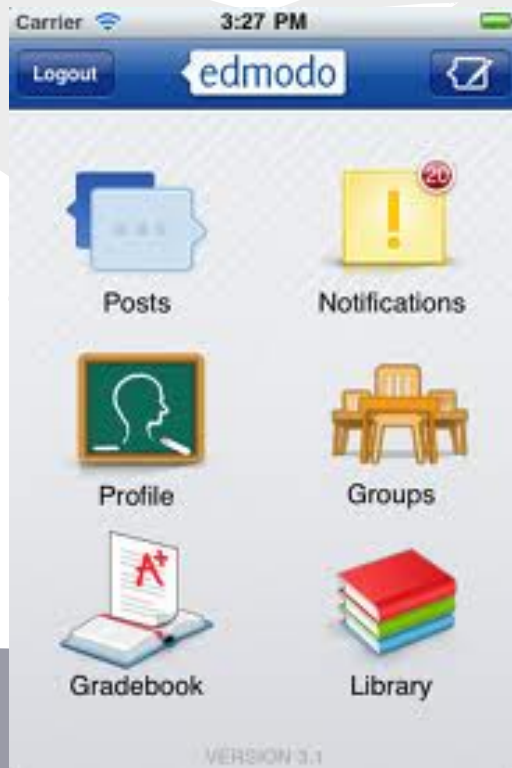 Carrier 3:27 PM
Logout edmodo
20
!
Posts Notifications
Profile Groups
A+
Gradebook Library
VERSION 3.1